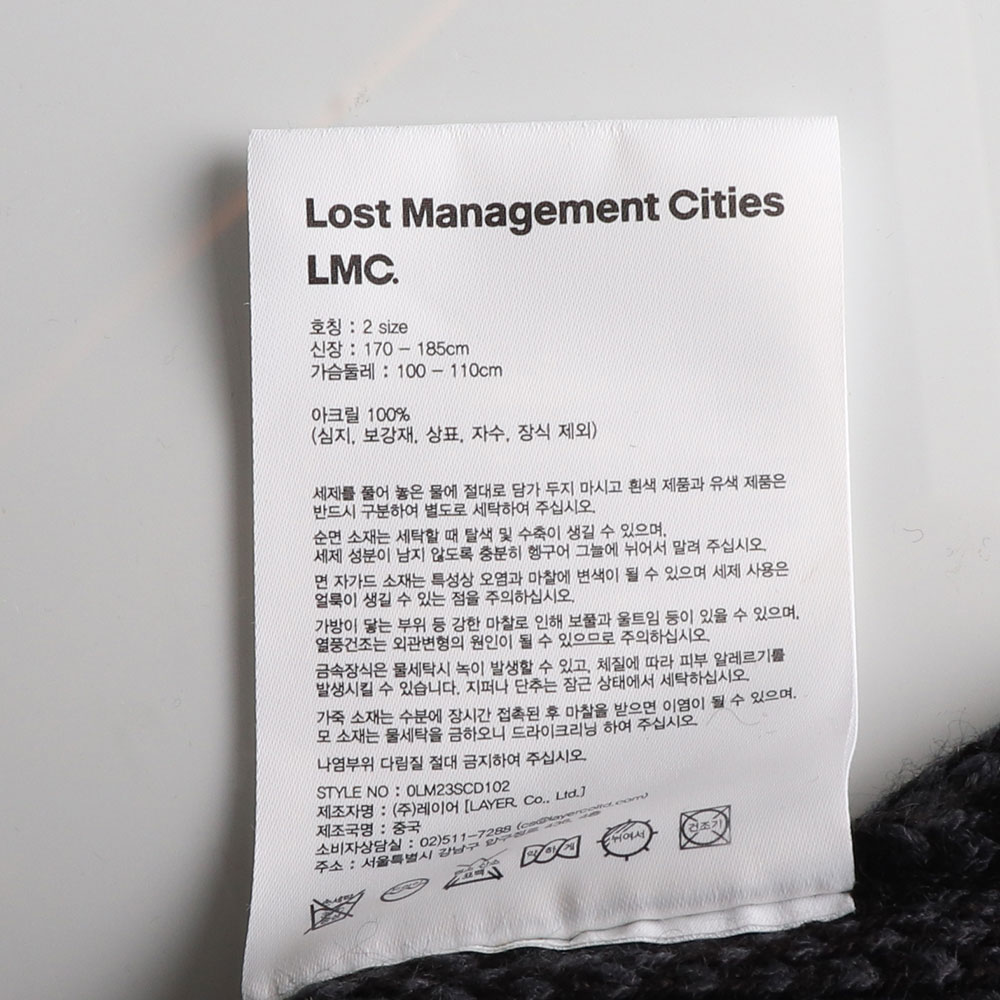 Lost Management Cities
LMC.
호칭 : 2 size
신장 : 170 – 185cm
가슴둘레 : 100 – 110cm
아크릴 100%
(심지, 보강재, 상표, 자수, 장식 제외)
세제를 풀어 놓은 물에 절대로 담가 두지 마시고 흰색 제품과 유색 제품은
반드시 구분하여 별도로 세탁하여 주십시오.
순면 소재는 세탁할 때 탈색 및 수축이 생길 수 있으며,
세제 성분이 남지 않도록 충분히 헹구어 그늘에 뉘어서 말려 주십시오.
면 자가드 소재는 특성상 오염과 마찰에 변색이 될 수 있으며 세제 사용은
얼룩이 생길 수 있는 점을 주의하십시오.
가방이 닿는 부위 등 강한 마찰로 인해 보풀과 울트임 등이 있을 수 있으며,
열풍건조는 외관변형의 원인이 될 수 있으므로 주의하십시오.
금속장식은 물세탁시 녹이 발생할 수 있고, 체질에 따라 피부 알레르기를
발생시킬 수 있습니다. 지퍼나 단추는 잠근 상태에서 세탁하십시오.
가죽 소재는 수분에 장시간 접촉된 후 마찰을 받으면 이염이 될 수 있으며.
모 소재는 물세탁을 금하오니 드라이크리닝 하여 주십시오.
나염부위 다림질 절대 금지하여 주십시오.
STYLE NO : 0LM23SCD102
제조자명 : (주)레이어 [LAYER. Co., Ltd.]
제조국명 : 중국
소비자상담실 : 02)511-7288 (cs@layercoltd.com)
주소 : 서울특별시 강남구 압구정로
약하게 뉘어서 건조기